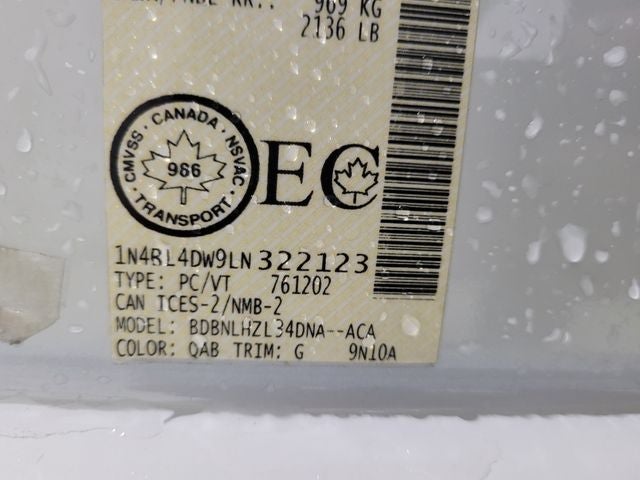 969 KG
2136 LB
CMVSS · CANADA · NSVAC
986
· TRANSPORT ·
EC
1N4BL4DW9LN322123
TYPE: PC/VT 761202
CAN ICES-2/NMB-2
MODEL: BDBNLHZL34DNA--ACA
COLOR: QAB TRIM: G 9N10A